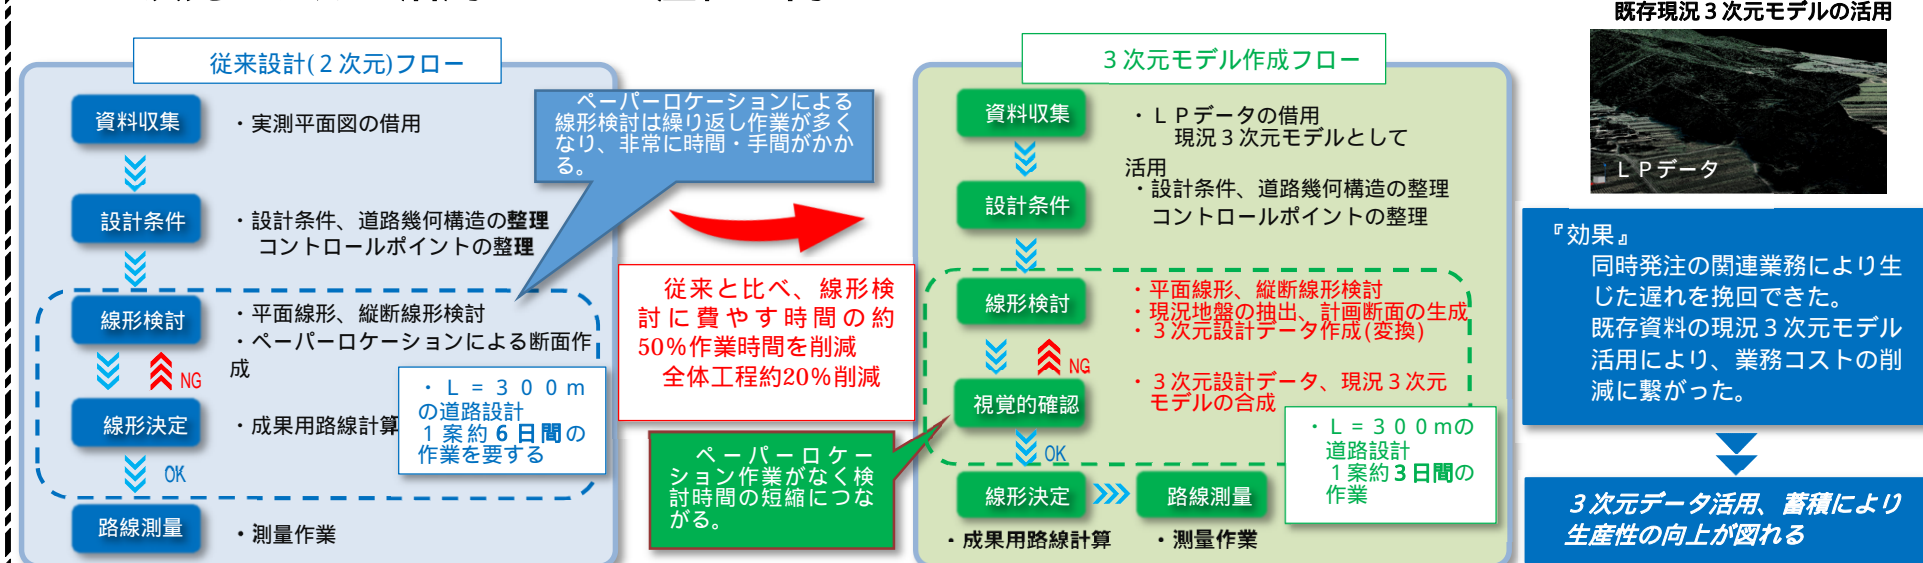 既存現況３次元モデルの活用
ＬＰデータ
従来設計(２次元)フロー
資料収集
・実測平面図の借用
設計条件
・設計条件、道路幾何構造の整理
コントロールポイントの整理
線形検討
・平面線形、縦断線形検討
・ペーパーロケーションによる断面作
成
NG
線形決定
・成果用路線計算
OK
路線測量
・測量作業
ペーパーロケーションによる
線形検討は繰り返し作業が多く
なり、非常に時間・手間がかか
る。
・Ｌ＝３００ｍ
の道路設計
１案約６日間の
作業を要する
従来と比べ、線形検
討に費やす時間の約
50%作業時間を削減
全体工程約20%削減
ペーパーロケー
ション作業がなく検
討時間の短縮につな
がる。
３次元モデル作成フロー
資料収集
・ＬＰデータの借用
現況３次元モデルとして
活用
設計条件
・設計条件、道路幾何構造の整理
コントロールポイントの整理
線形検討
・平面線形、縦断線形検討
・現況地盤の抽出、計画断面の生成
・３次元設計データ作成(変換)
NG
視覚的確認
・３次元設計データ、現況３次元
モデルの合成
OK
・Ｌ＝３００ｍの
道路設計
１案約３日間の
作業
線形決定
路線測量
・成果用路線計算
・測量作業
『効果』
同時発注の関連業務により生
じた遅れを挽回できた。
既存資料の現況３次元モデル
活用により、業務コストの削
減に繋がった。
３次元データ活用、蓄積により
生産性の向上が図れる